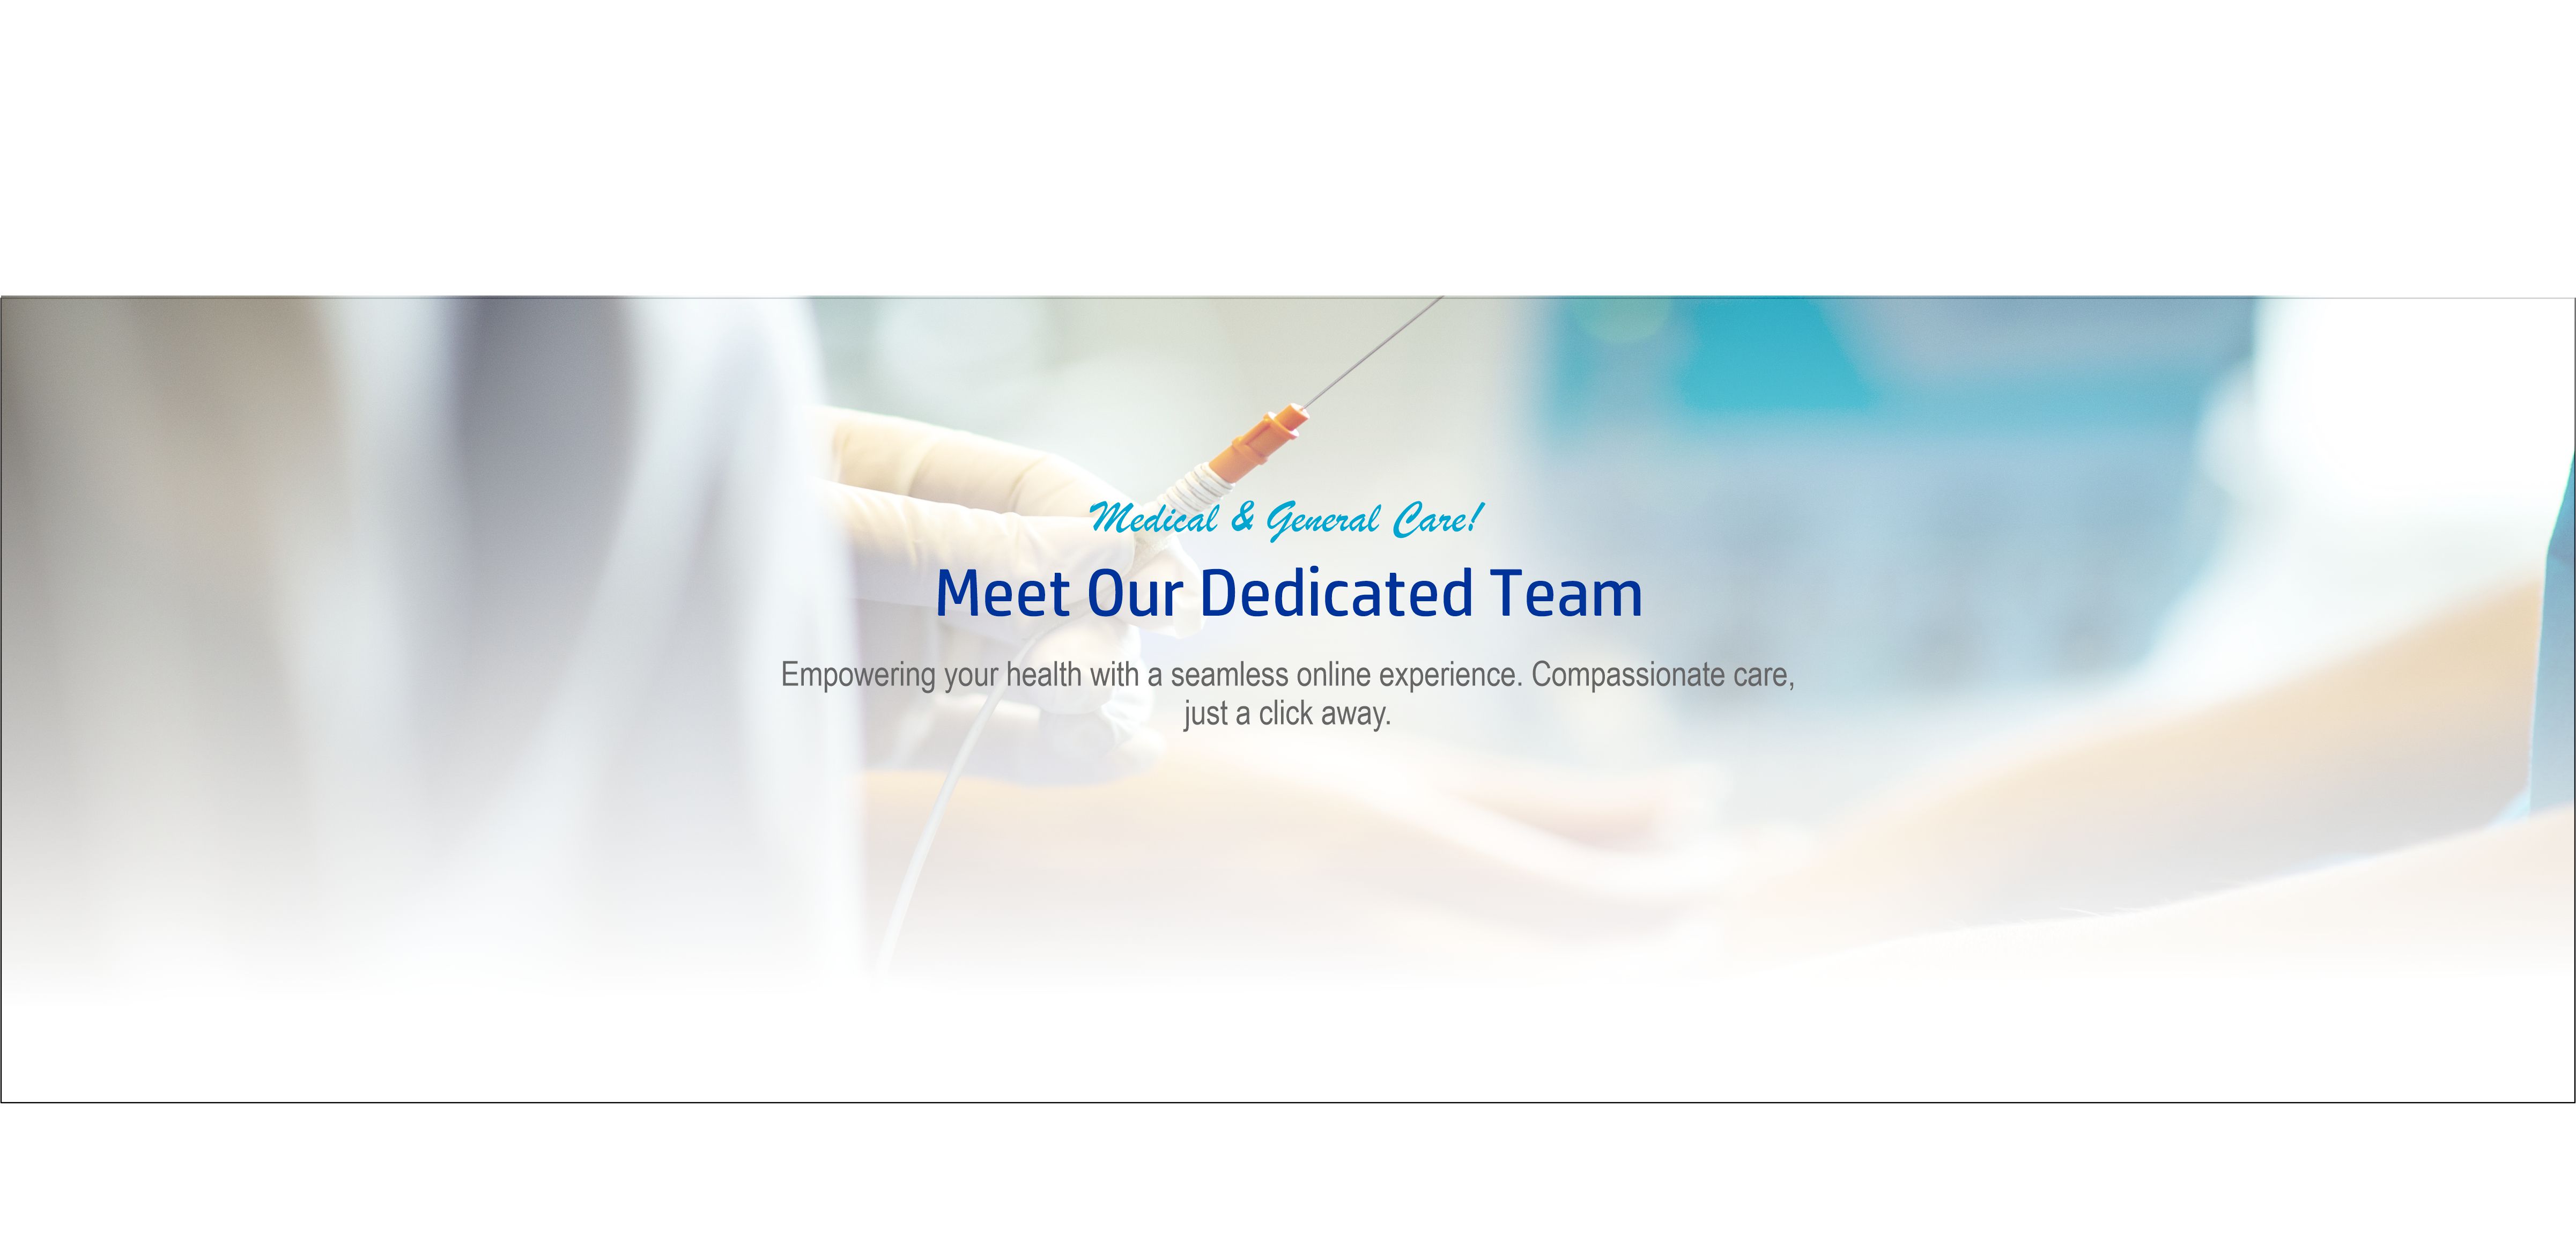 Medical & General Care!
Meet Our Dedicated Team
Empowering your health with a seamless online experience. Compassionate care,
just a click away.